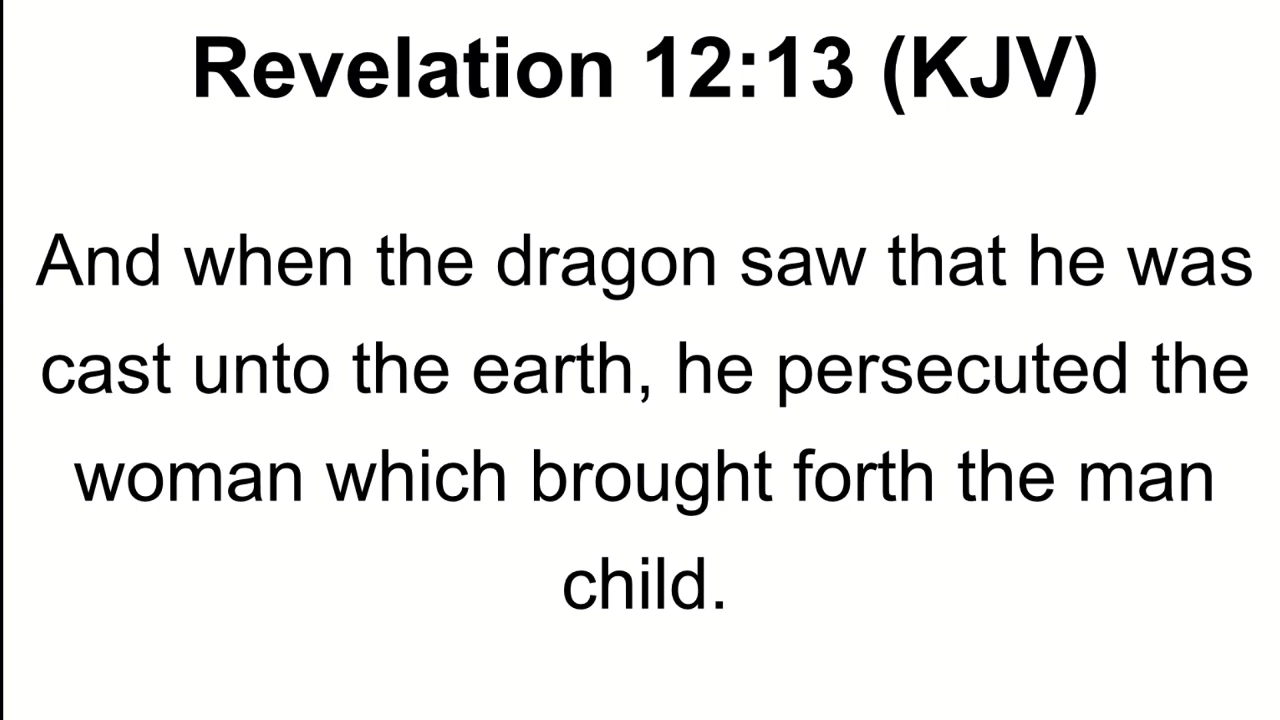 Revelation 12:13 (KJV)
And when the dragon saw that he was
cast unto the earth, he persecuted the
woman which brought forth the man
child.